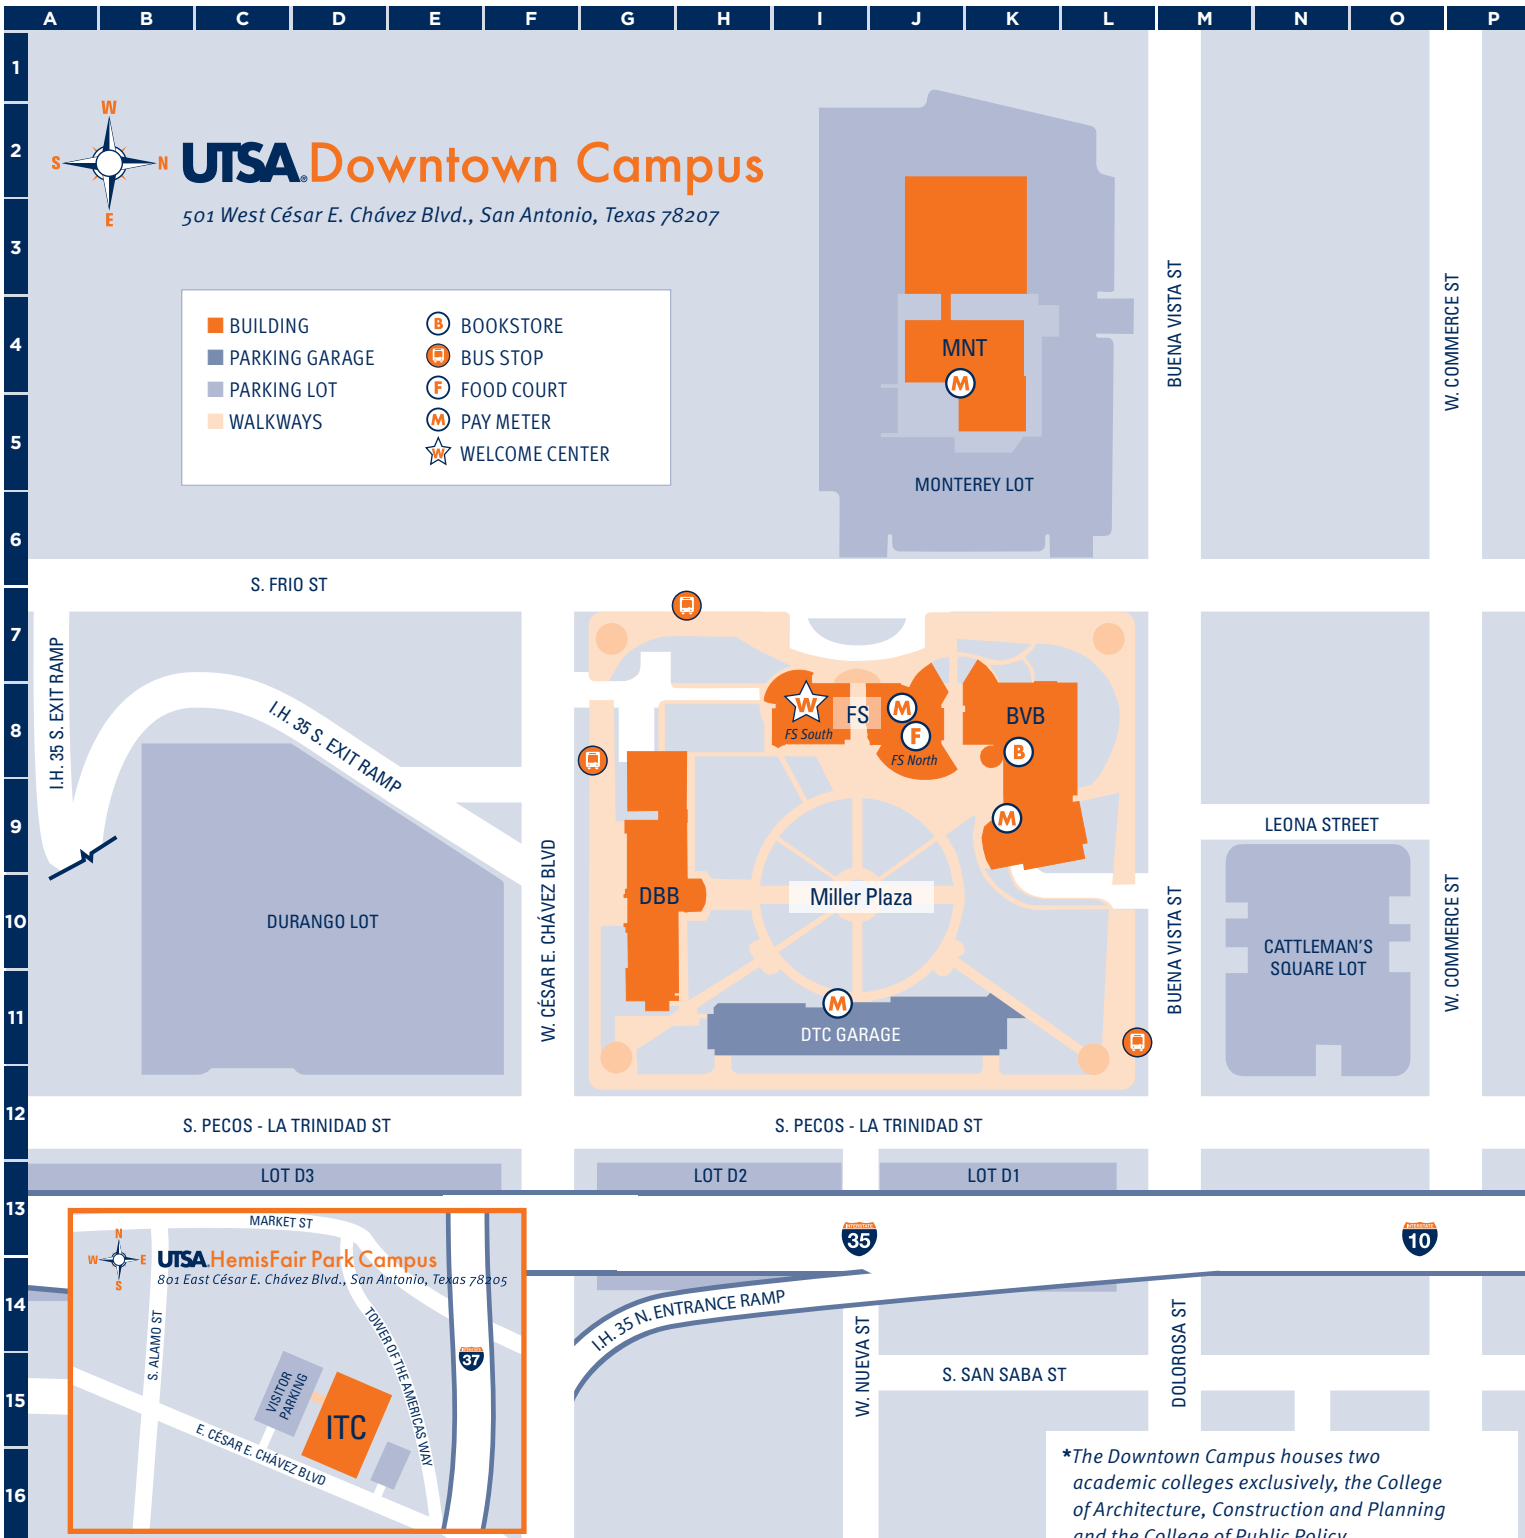 A B C D E F G H I J K L M N O P
1
2
3
4
5
6
7
8
9
10
11
12
13
14
15
16
W
S N
E
UTSA® Downtown Campus
501 West César E. Chávez Blvd., San Antonio, Texas 78207
BUILDING
PARKING GARAGE
PARKING LOT
WALKWAYS
B BOOKSTORE
BUS STOP
F FOOD COURT
M PAY METER
W WELCOME CENTER
MNT
M
MONTEREY LOT
BUENA VISTA ST
W. COMMERCE ST
S. FRIO ST
I.H. 35 S. EXIT RAMP
I.H. 35 S. EXIT RAMP
W
FS
M
F
FS South
FS North
BVB
B
M
LEONA STREET
DURANGO LOT
W. CÉSAR E. CHÁVEZ BLVD
DBB
Miller Plaza
BUENA VISTA ST
CATTLEMAN'S
SQUARE LOT
W. COMMERCE ST
M
DTC GARAGE
S. PECOS - LA TRINIDAD ST
S. PECOS - LA TRINIDAD ST
LOT D3
LOT D2
LOT D1
INTERSTATE
35
INTERSTATE
10
MARKET ST
N
W E
S
UTSA HemisFair Park Campus
801 East César E. Chávez Blvd., San Antonio, Texas 78205
S. ALAMO ST
TOWER OF THE AMERICAS WAY
37
VISITOR
PARKING
ITC
E. CÉSAR E. CHÁVEZ BLVD
I.H. 35 N. ENTRANCE RAMP
W. NUEVA ST
S. SAN SABA ST
DOLOROSA ST
*The Downtown Campus houses two
academic colleges exclusively, the College
of Architecture, Construction and Planning
and the College of Public Policy